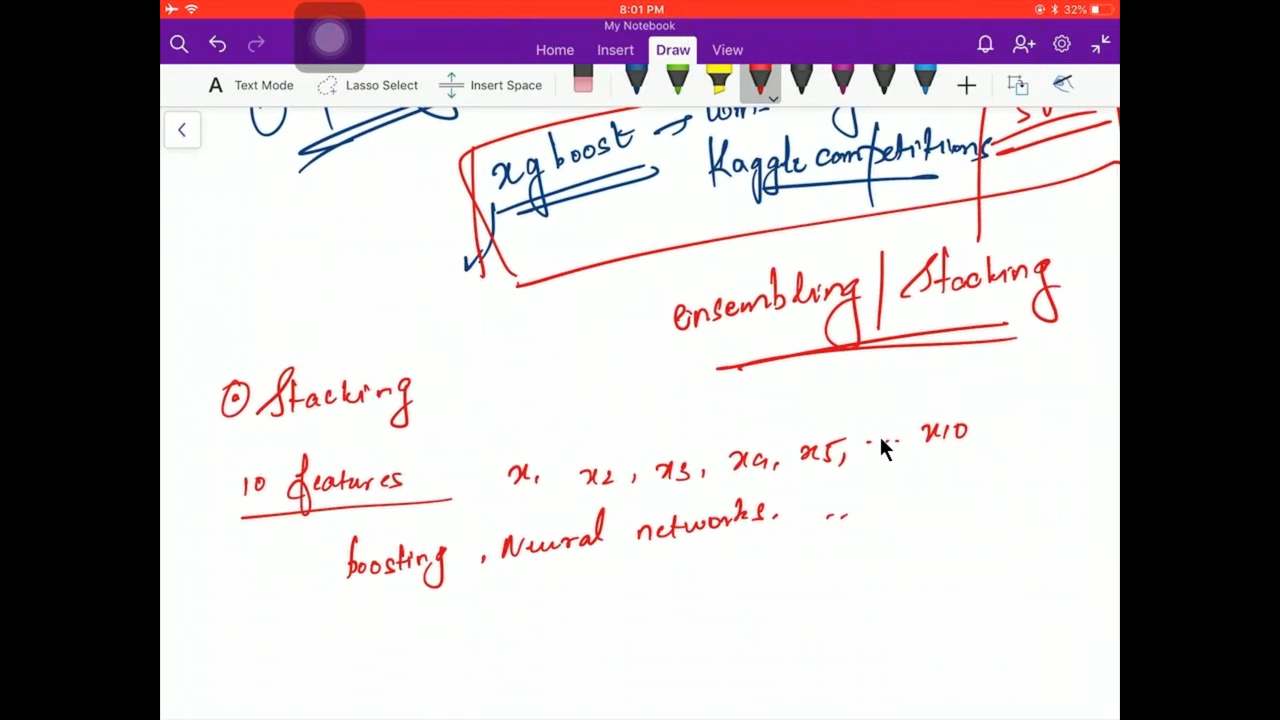 8:01 PM
32%
My Notebook
Home Insert Draw View
A Text Mode Lasso Select Insert Space
xgboost →
Kaggle competitions
ensembling | Stacking
Stacking
10 features x1 x2, x3, x4, x5, ... x10
boosting, Neural networks. ..